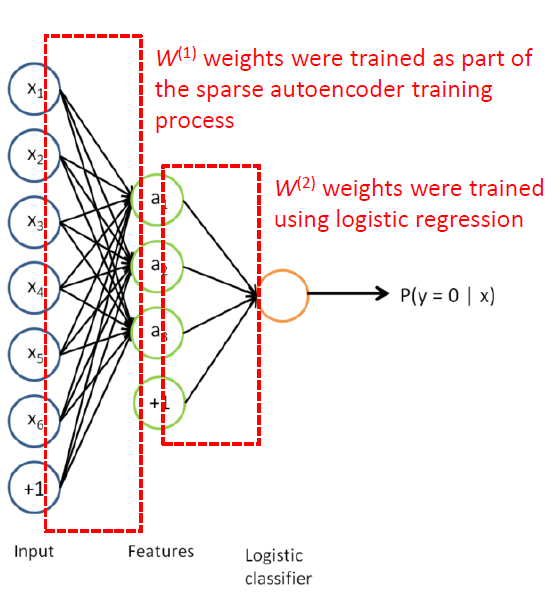 W(1) weights were trained as part of
the sparse autoencoder training
process
W(2) weights were trained
using logistic regression
x1
x2
x3
x4
x5
x6
+1
a1
a2
a3
+1
P(y = 0 | x)
Input
Features
Logistic
classifier